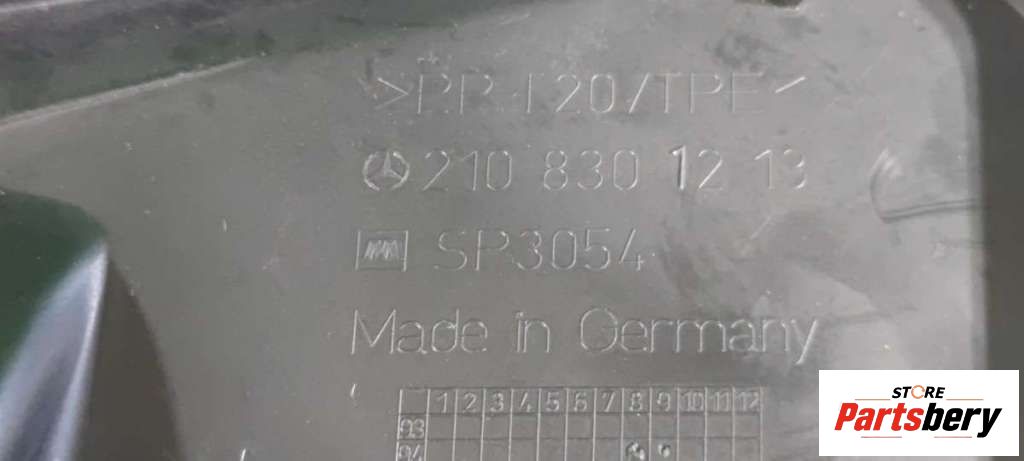 >PP-T20/TPE<
210 830 12 13
SP3054
Made in Germany
1 2 3 4 5 6 7 8 9 10 11 12
93
94
STORE
Partsbery